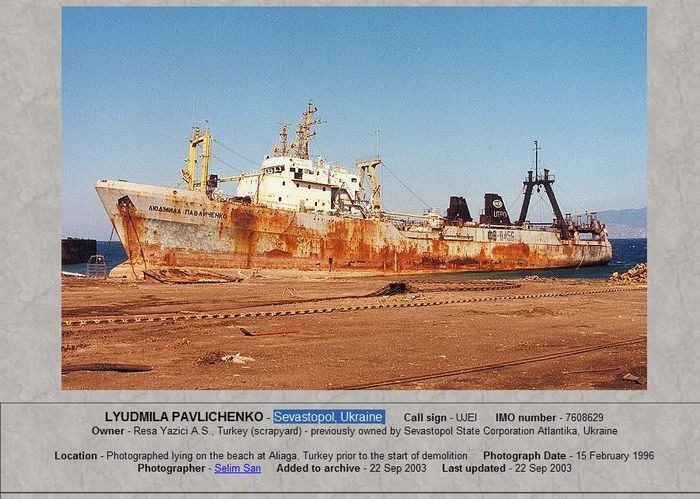 ЛЮДМИЛА ПАВЛИЧЕНКО
LYUDMILA PAVLICHENKO - Sevastopol, Ukraine Call sign - UJEI IMO number - 7608629
Owner - Resa Yazici A.S., Turkey (scrapyard) - previously owned by Sevastopol State Corporation Atlantika, Ukraine
Location - Photographed lying on the beach at Aliaga, Turkey prior to the start of demolition Photograph Date - 15 February 1996
Photographer - Selim San Added to archive - 22 Sep 2003 Last updated - 22 Sep 2003